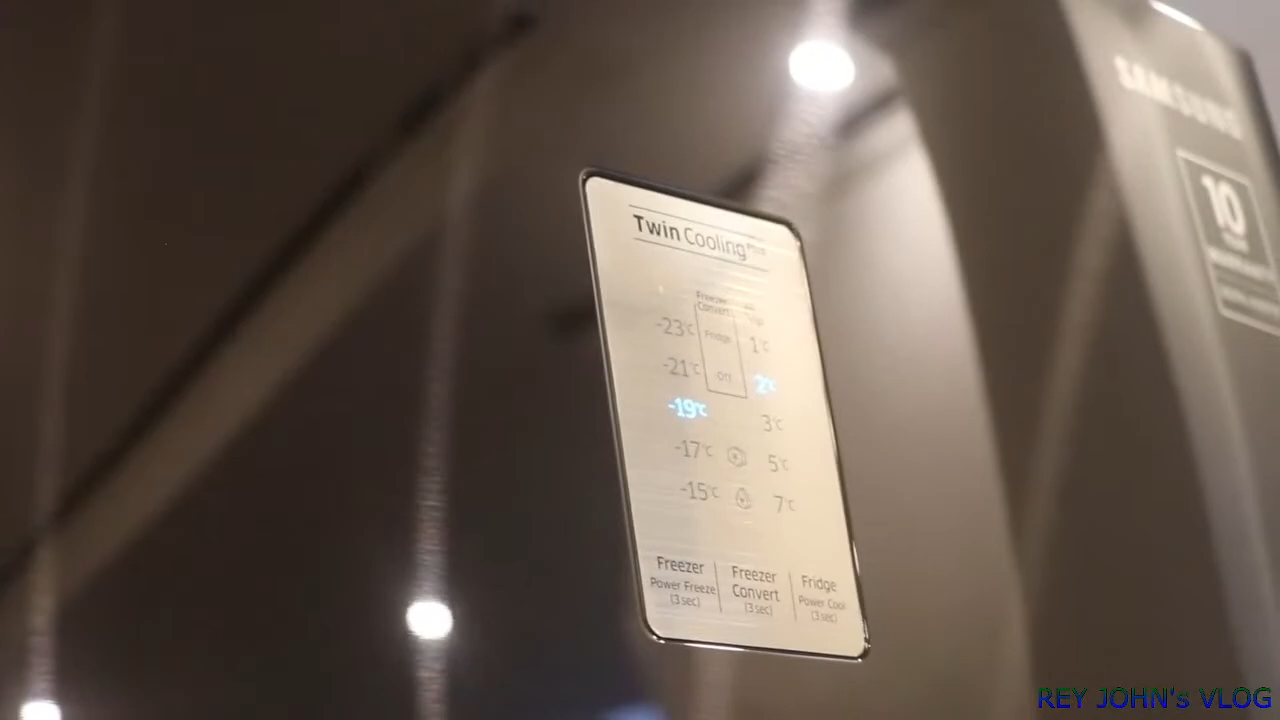 SAMSUNG
10
Twin Cooling Plus
Freezer
Convert
-23℃
Fridge
1℃
-21℃
Off
2℃
-19℃
3℃
-17℃
5℃
-15℃
7℃
Freezer
Power Freeze
(3 sec)
Freezer
Convert
(3 sec)
Fridge
Power Cool
(3 sec)
REY JOHN's VLOG